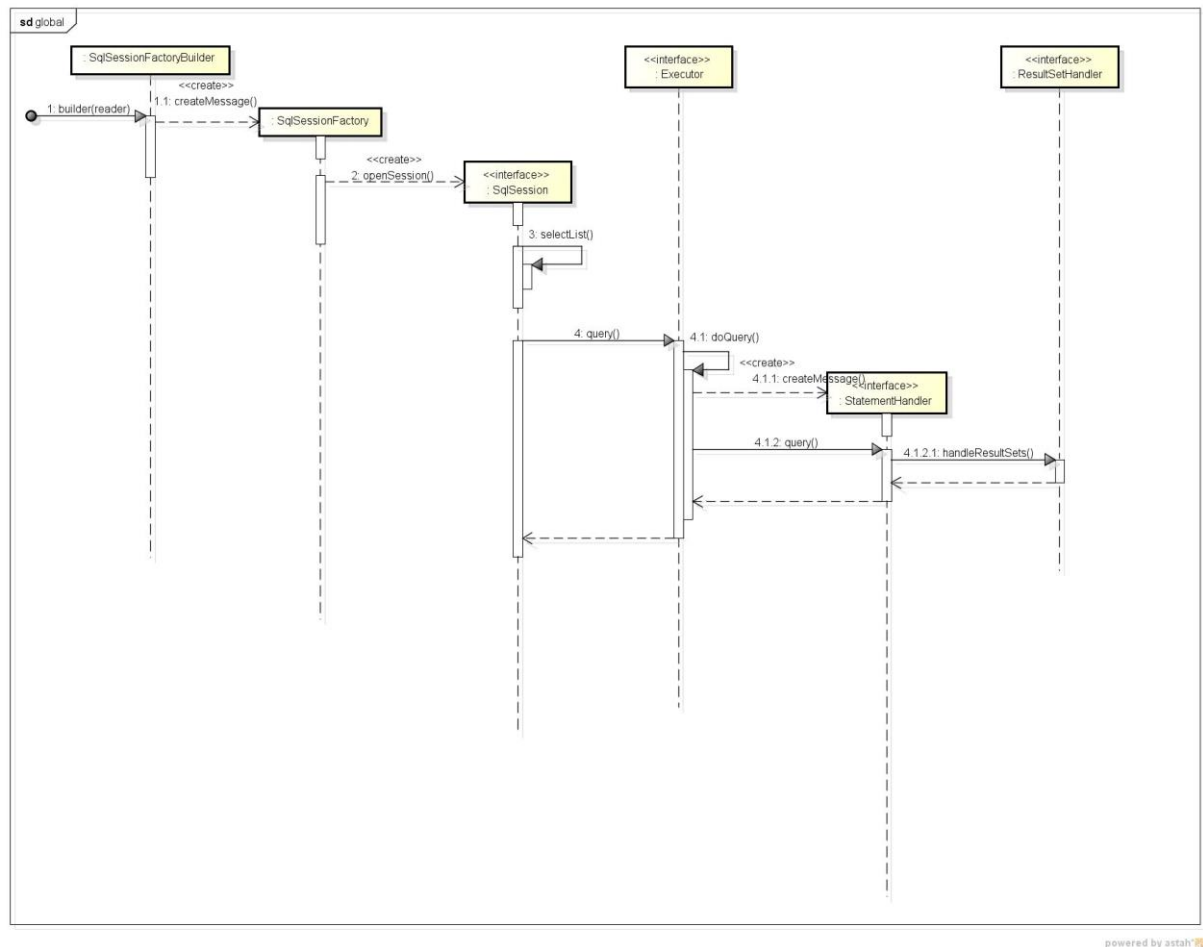 sd global
: SqlSessionFactoryBuilder
<<interface>>
: Executor
<<interface>>
: ResultSetHandler
<<create>>
1: builder(reader)
1.1: createMessage()
: SqlSessionFactory
<<create>>
2: openSession()
<<interface>>
: SqlSession
3: selectList()
4: query()
4.1: doQuery()
<<create>>
4.1.1: createMessage()
<<interface>>
: StatementHandler
4.1.2: query()
4.1.2.1: handleResultSets()
powered by astah*